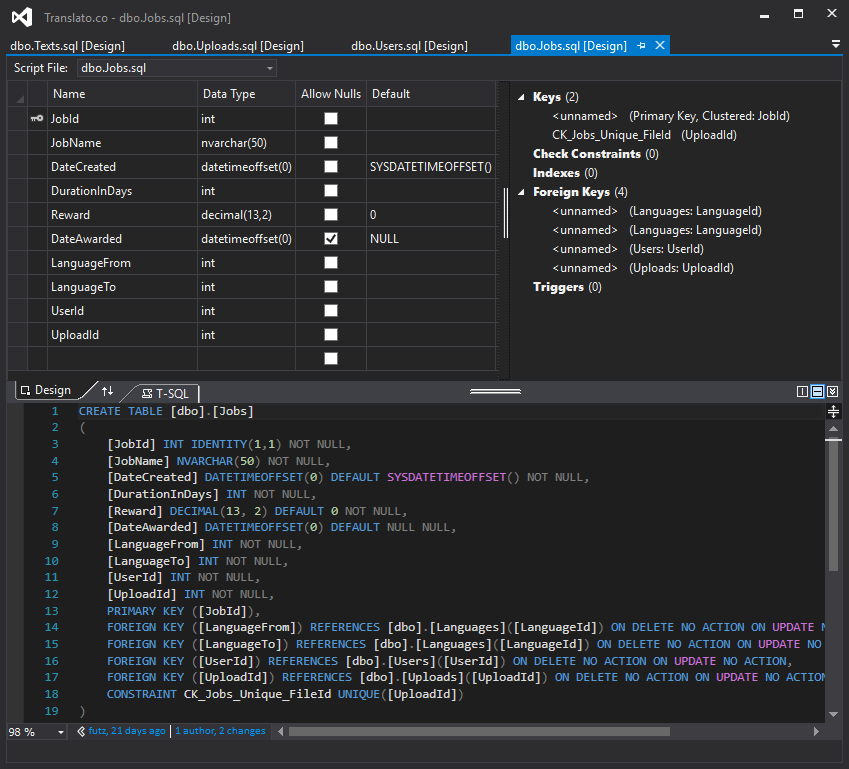 Translato.co - dbo.Jobs.sql [Design]
dbo.Texts.sql [Design] dbo.Uploads.sql [Design] dbo.Users.sql [Design] dbo.Jobs.sql [Design]
Script File: dbo.Jobs.sql
Name Data Type Allow Nulls Default
JobId int
JobName nvarchar(50)
DateCreated datetimeoffset(0) SYSDATETIMEOFFSET()
DurationInDays int
Reward decimal(13,2) 0
DateAwarded datetimeoffset(0) NULL
LanguageFrom int
LanguageTo int
UserId int
UploadId int
Keys (2)
<unnamed> (Primary Key, Clustered: JobId)
CK_Jobs_Unique_FileId (UploadId)
Check Constraints (0)
Indexes (0)
Foreign Keys (4)
<unnamed> (Languages: LanguageId)
<unnamed> (Languages: LanguageId)
<unnamed> (Users: UserId)
<unnamed> (Uploads: UploadId)
Triggers (0)
Design T-SQL
1 CREATE TABLE [dbo].[Jobs]
2 (
3 [JobId] INT IDENTITY(1,1) NOT NULL,
4 [JobName] NVARCHAR(50) NOT NULL,
5 [DateCreated] DATETIMEOFFSET(0) DEFAULT SYSDATETIMEOFFSET() NOT NULL,
6 [DurationInDays] INT NOT NULL,
7 [Reward] DECIMAL(13, 2) DEFAULT 0 NOT NULL,
8 [DateAwarded] DATETIMEOFFSET(0) DEFAULT NULL NULL,
9 [LanguageFrom] INT NOT NULL,
10 [LanguageTo] INT NOT NULL,
11 [UserId] INT NOT NULL,
12 [UploadId] INT NOT NULL,
13 PRIMARY KEY ([JobId]),
14 FOREIGN KEY ([LanguageFrom]) REFERENCES [dbo].[Languages]([LanguageId]) ON DELETE NO ACTION ON UPDATE N
15 FOREIGN KEY ([LanguageTo]) REFERENCES [dbo].[Languages]([LanguageId]) ON DELETE NO ACTION ON UPDATE NO
16 FOREIGN KEY ([UserId]) REFERENCES [dbo].[Users]([UserId]) ON DELETE NO ACTION ON UPDATE NO ACTION,
17 FOREIGN KEY ([UploadId]) REFERENCES [dbo].[Uploads]([UploadId]) ON DELETE NO ACTION ON UPDATE NO ACTION
18 CONSTRAINT CK_Jobs_Unique_FileId UNIQUE([UploadId])
19 )
98 % futz, 21 days ago | 1 author, 2 changes